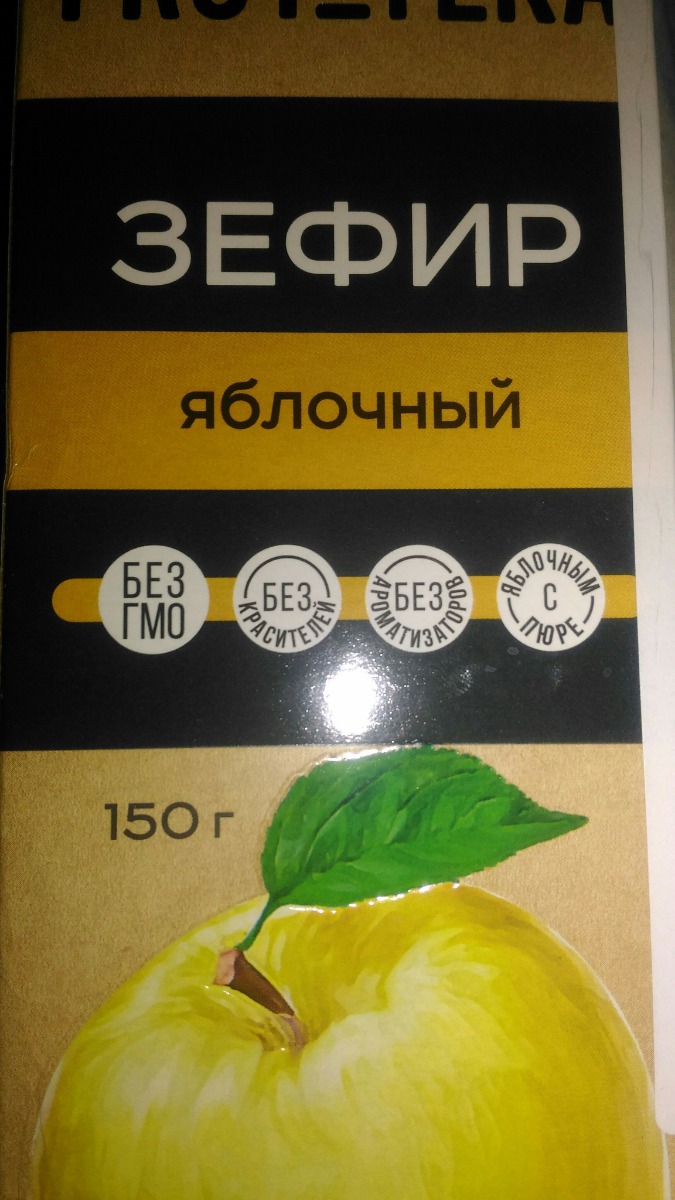 ЗЕФИР
яблочный
БЕЗ
ГМО
БЕЗ
КРАСИТЕЛЕЙ
БЕЗ
АРОМАТИЗАТОРОВ
С
ЯБЛОЧНЫМ
ПЮРЕ
150 г